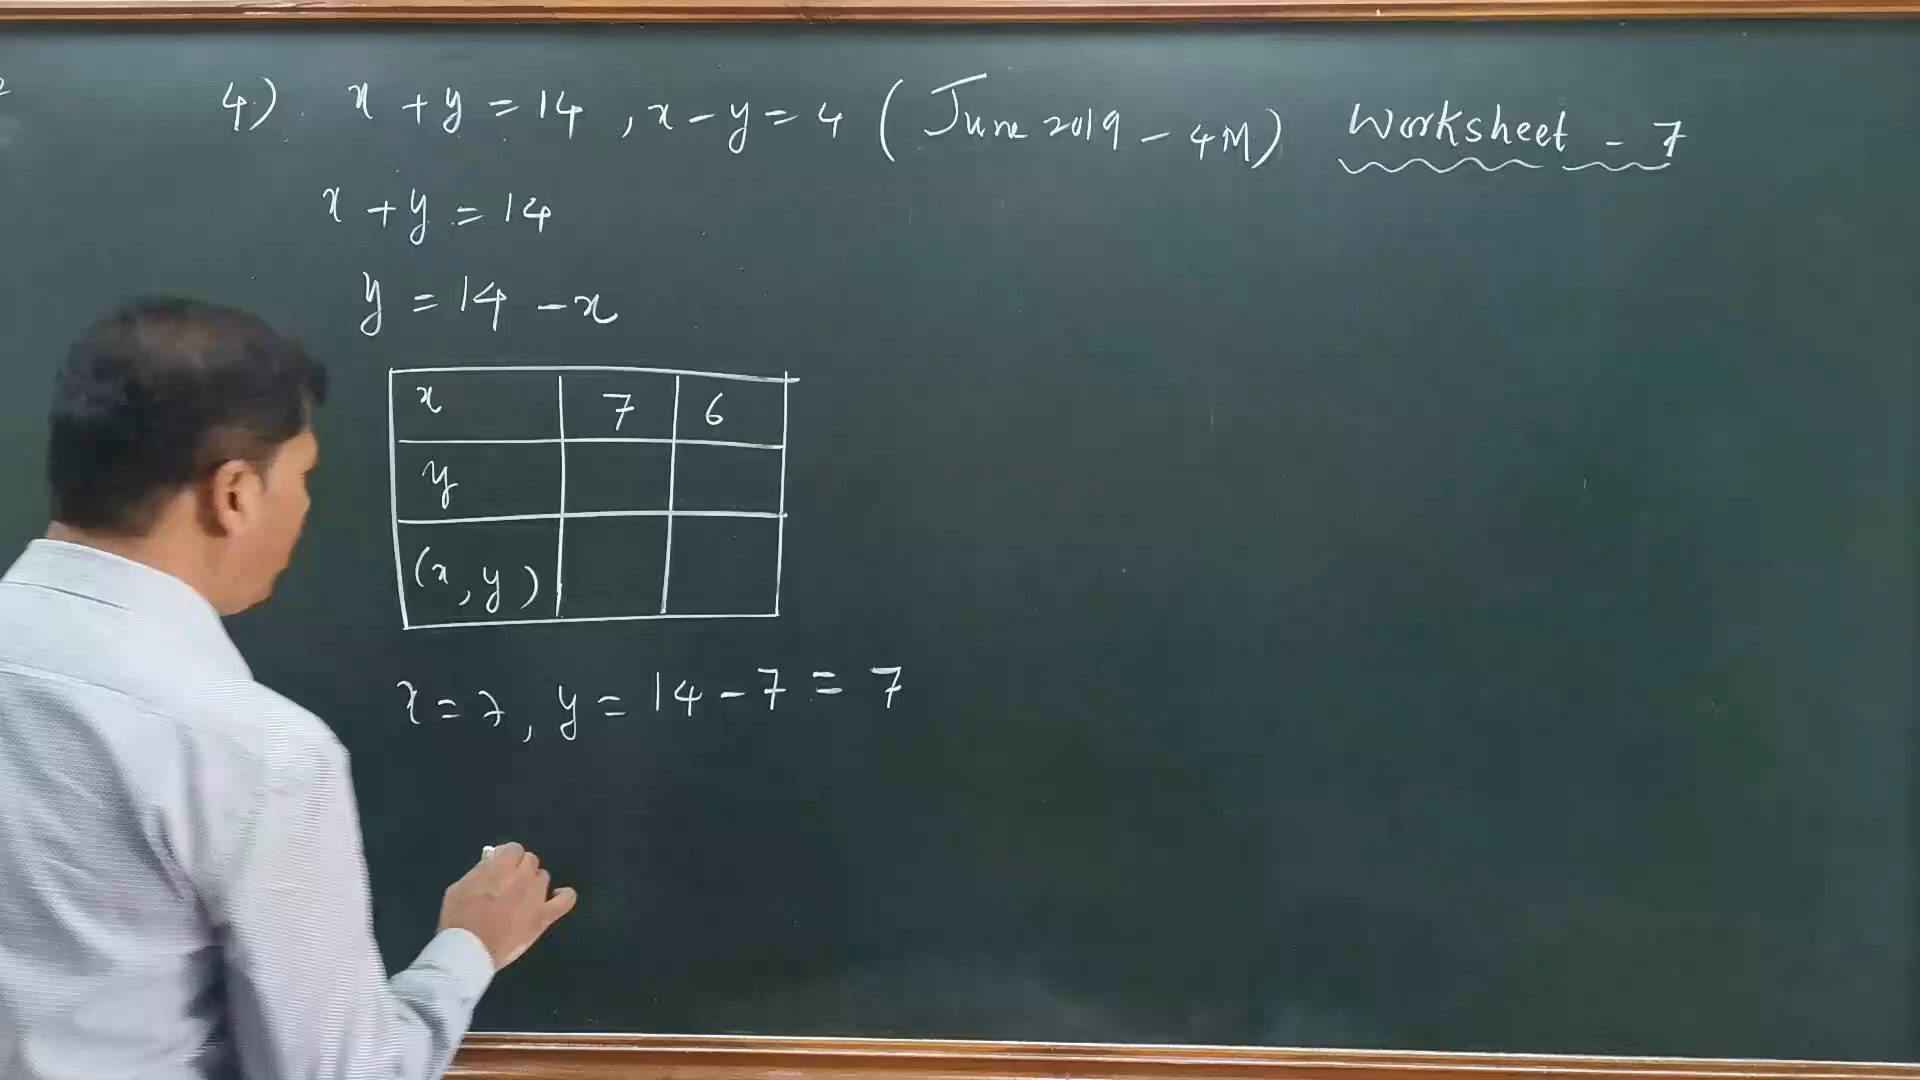 4) x + y = 14 , x - y = 4 ( June 2019 - 4M) Worksheet - 7
x + y = 14
y = 14 - x
x 7 6
y
(x, y)
x = 7, y = 14 - 7 = 7